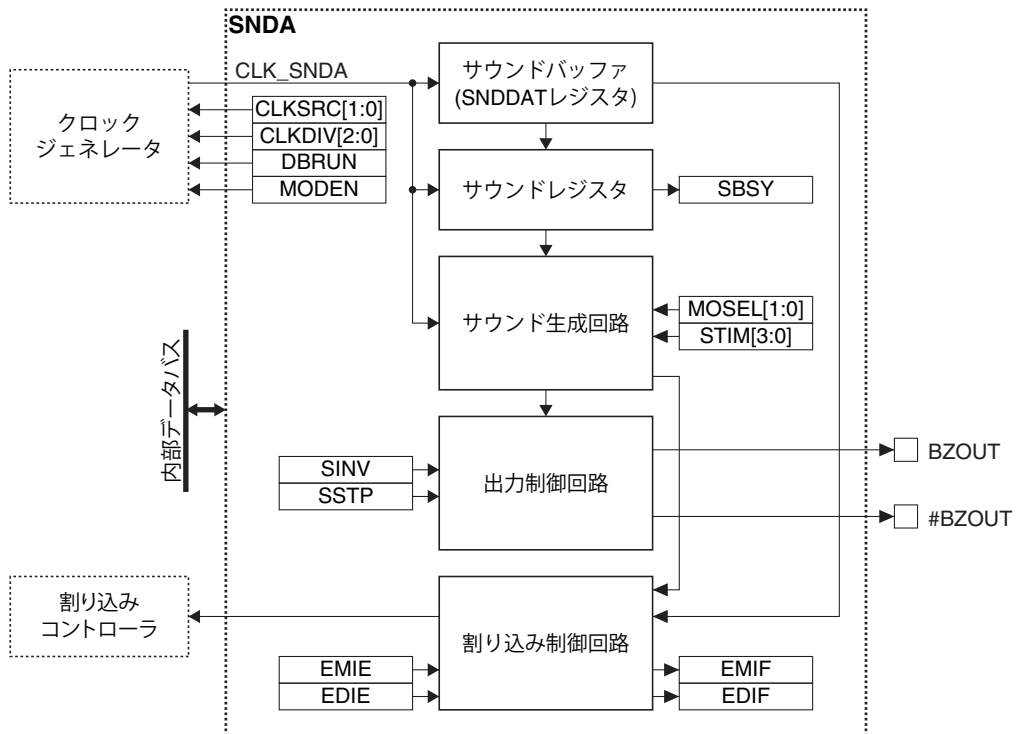 SNDA
CLK_SNDA
クロック
ジェネレータ
CLKSRC[1:0]
CLKDIV[2:0]
DBRUN
MODEN
サウンドバッファ
(SNDDATレジスタ)
サウンドレジスタ
SBSY
サウンド生成回路
MOSEL[1:0]
STIM[3:0]
内部データバス
SINV
SSTP
出力制御回路
BZOUT
#BZOUT
割り込み
コントローラ
割り込み制御回路
EMIE
EDIE
EMIF
EDIF